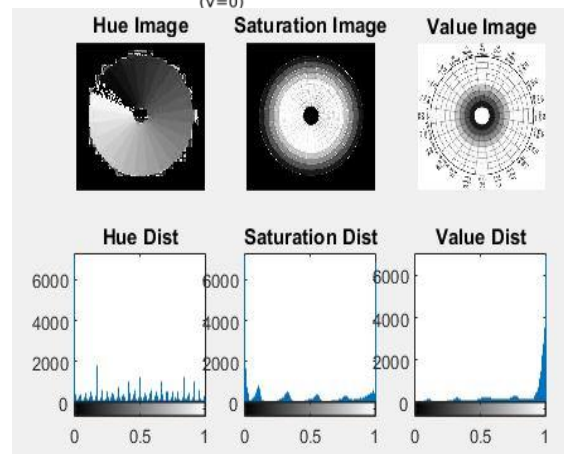 (V=0)
Hue Image Saturation Image Value Image
Hue Dist Saturation Dist Value Dist
6000 6000 6000
4000 4000 4000
2000 2000 2000
0 0 0
0 0.5 1 0 0.5 1 0 0.5 1